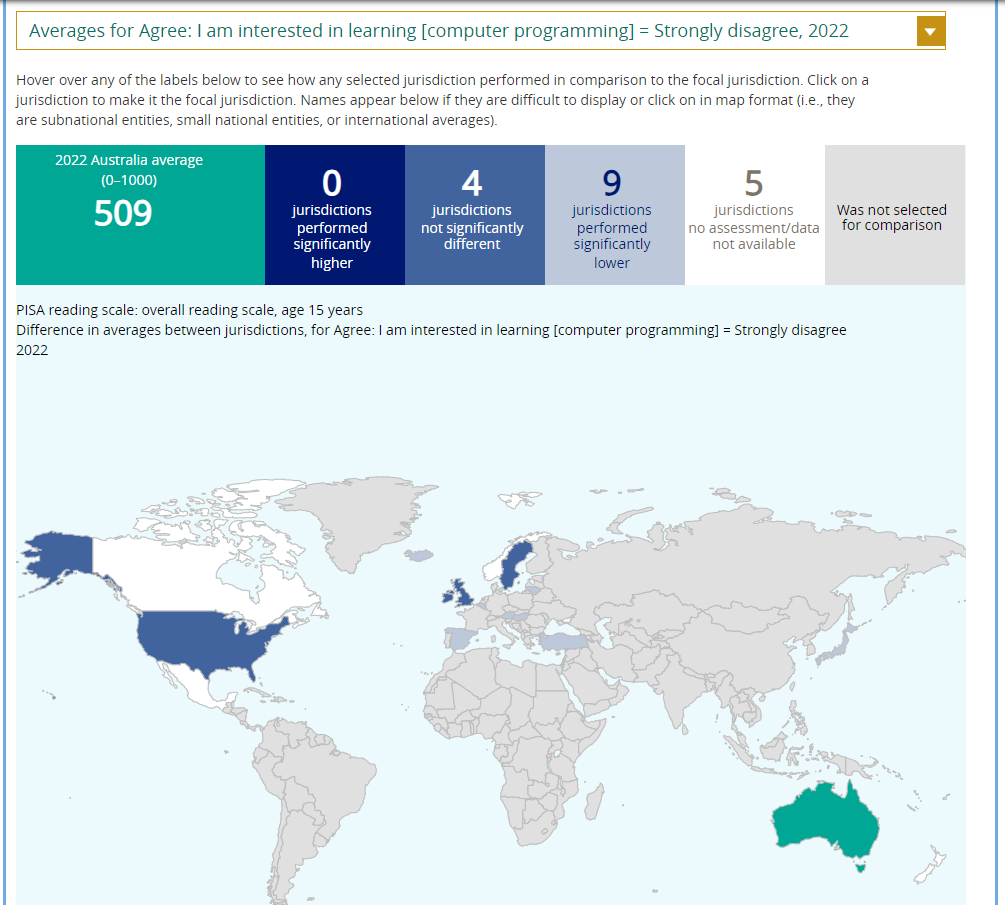 Averages for Agree: I am interested in learning [computer programming] = Strongly disagree, 2022
Hover over any of the labels below to see how any selected jurisdiction performed in comparison to the focal jurisdiction. Click on a
jurisdiction to make it the focal jurisdiction. Names appear below if they are difficult to display or click on in map format (i.e., they
are subnational entities, small national entities, or international averages).
2022 Australia average
(0–1000)
509
0
jurisdictions
performed
significantly
higher
4
jurisdictions
not significantly
different
9
jurisdictions
performed
significantly
lower
5
jurisdictions
no assessment/data
not available
Was not selected
for comparison
PISA reading scale: overall reading scale, age 15 years
Difference in averages between jurisdictions, for Agree: I am interested in learning [computer programming] = Strongly disagree
2022